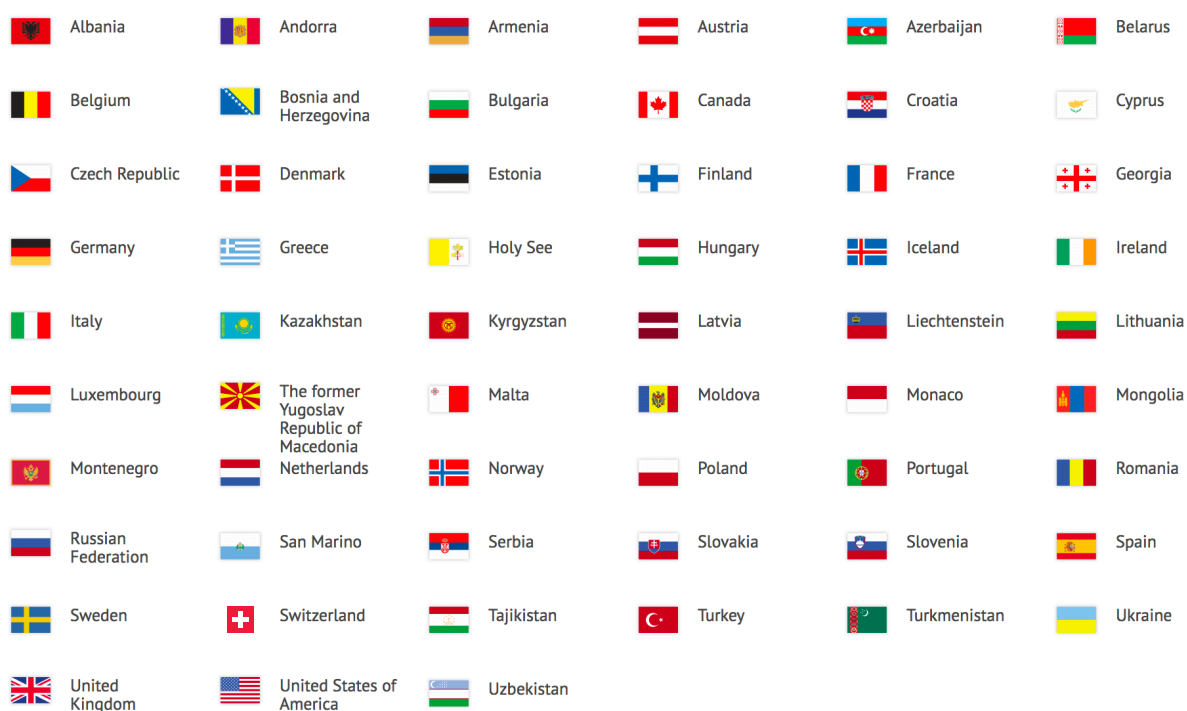 Albania
Andorra
Armenia
Austria
Azerbaijan
Belarus
Belgium
Bosnia and
Herzegovina
Bulgaria
Canada
Croatia
Cyprus
Czech Republic
Denmark
Estonia
Finland
France
Georgia
Germany
Greece
Holy See
Hungary
Iceland
Ireland
Italy
Kazakhstan
Kyrgyzstan
Latvia
Liechtenstein
Lithuania
Luxembourg
The former
Yugoslav
Republic of
Macedonia
Malta
Moldova
Monaco
Mongolia
Montenegro
Netherlands
Norway
Poland
Portugal
Romania
Russian
Federation
San Marino
Serbia
Slovakia
Slovenia
Spain
Sweden
Switzerland
Tajikistan
Turkey
Turkmenistan
Ukraine
United
Kingdom
United States of
America
Uzbekistan